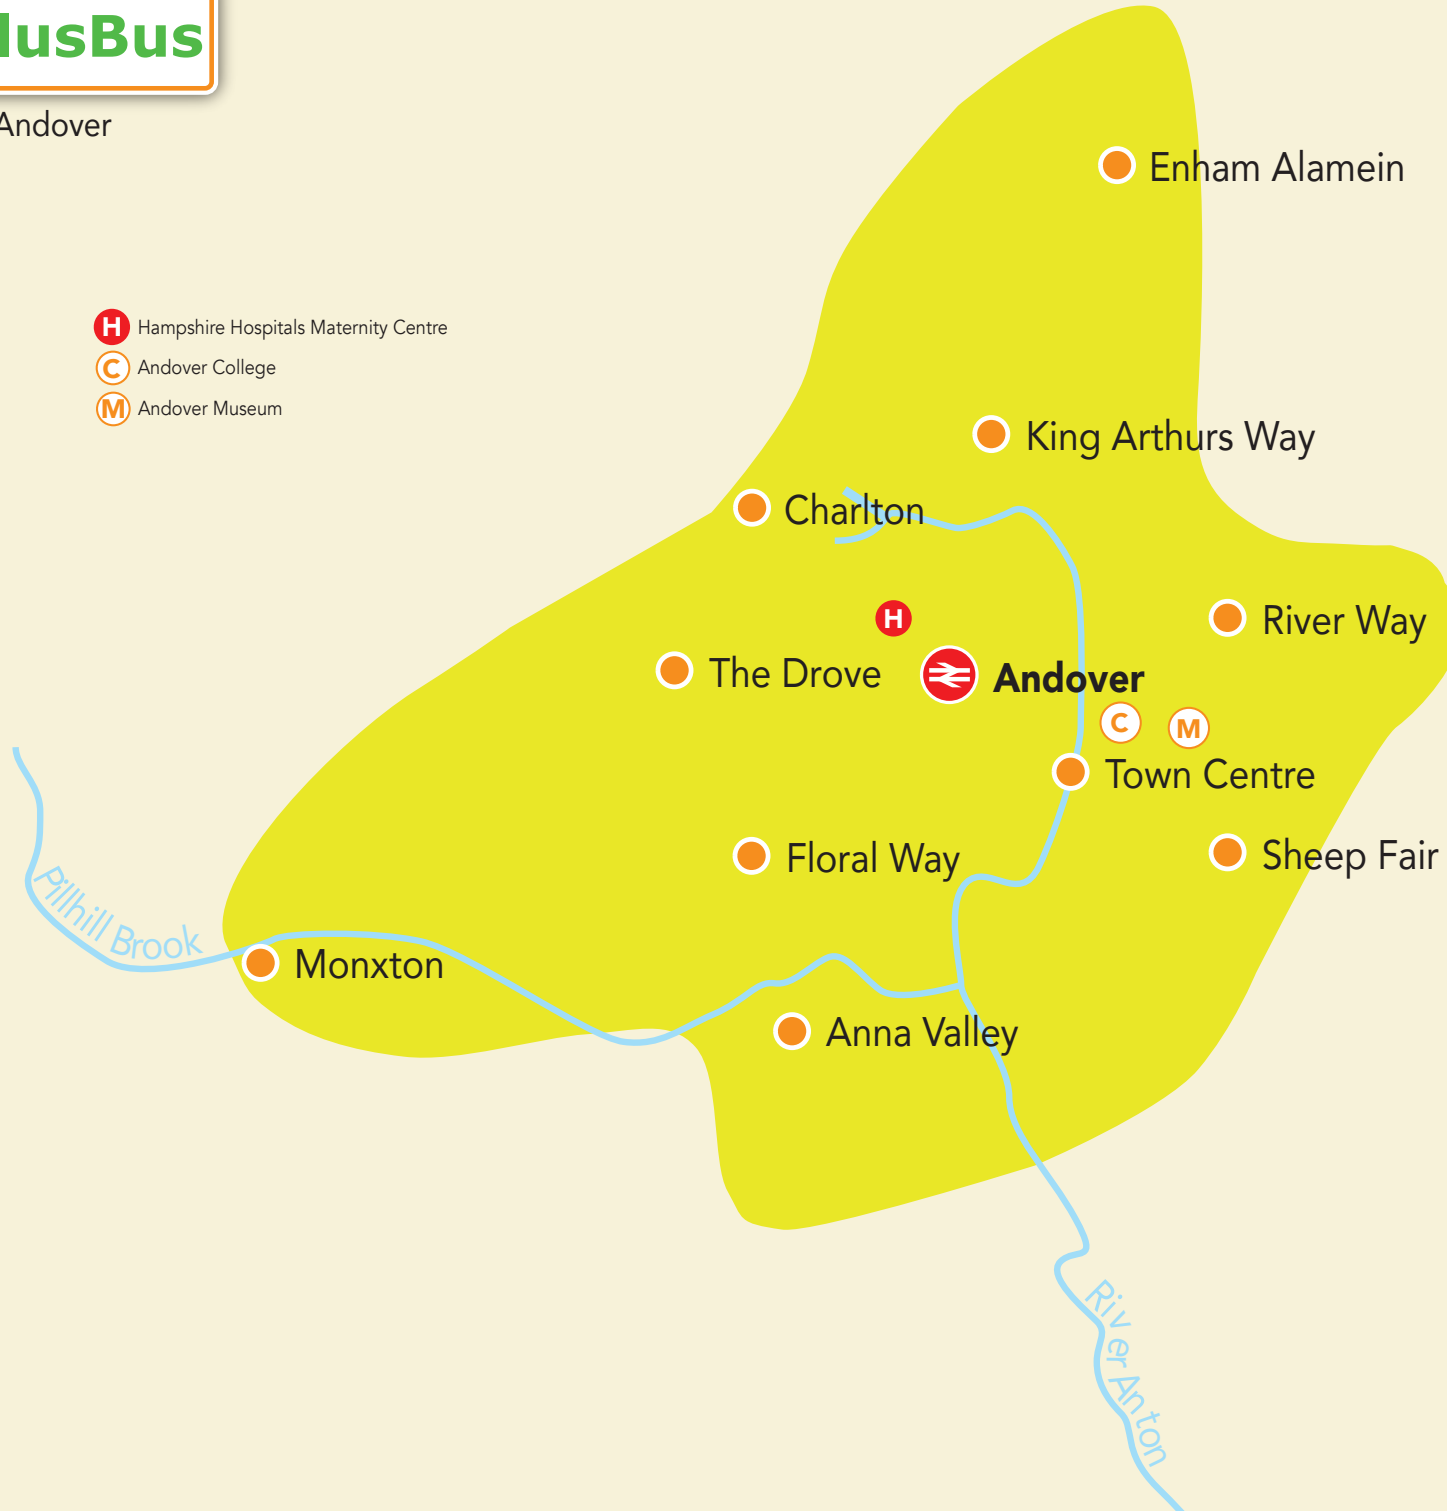 lusBus
Andover
Enham Alamein
H Hampshire Hospitals Maternity Centre
C Andover College
M Andover Museum
King Arthurs Way
Charlton
H
River Way
The Drove
Andover
C
M
Town Centre
Floral Way
Sheep Fair
Pillhill Brook
Monxton
Anna Valley
River Anton